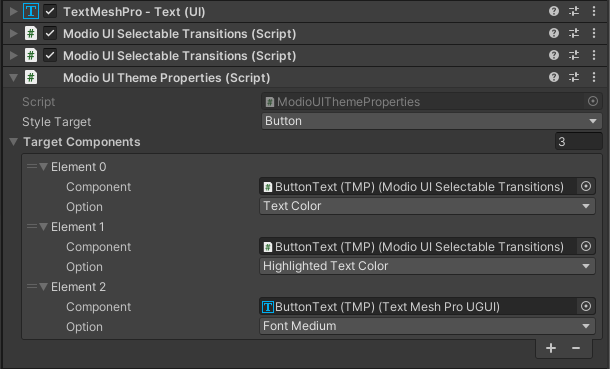 TextMeshPro - Text (UI)
Modio UI Selectable Transitions (Script)
Modio UI Selectable Transitions (Script)
Modio UI Theme Properties (Script)
Script ModioUIThemeProperties
Style Target Button
Target Components 3
Element 0
Component ButtonText (TMP) (Modio UI Selectable Transitions)
Option Text Color
Element 1
Component ButtonText (TMP) (Modio UI Selectable Transitions)
Option Highlighted Text Color
Element 2
Component ButtonText (TMP) (Text Mesh Pro UGUI)
Option Font Medium